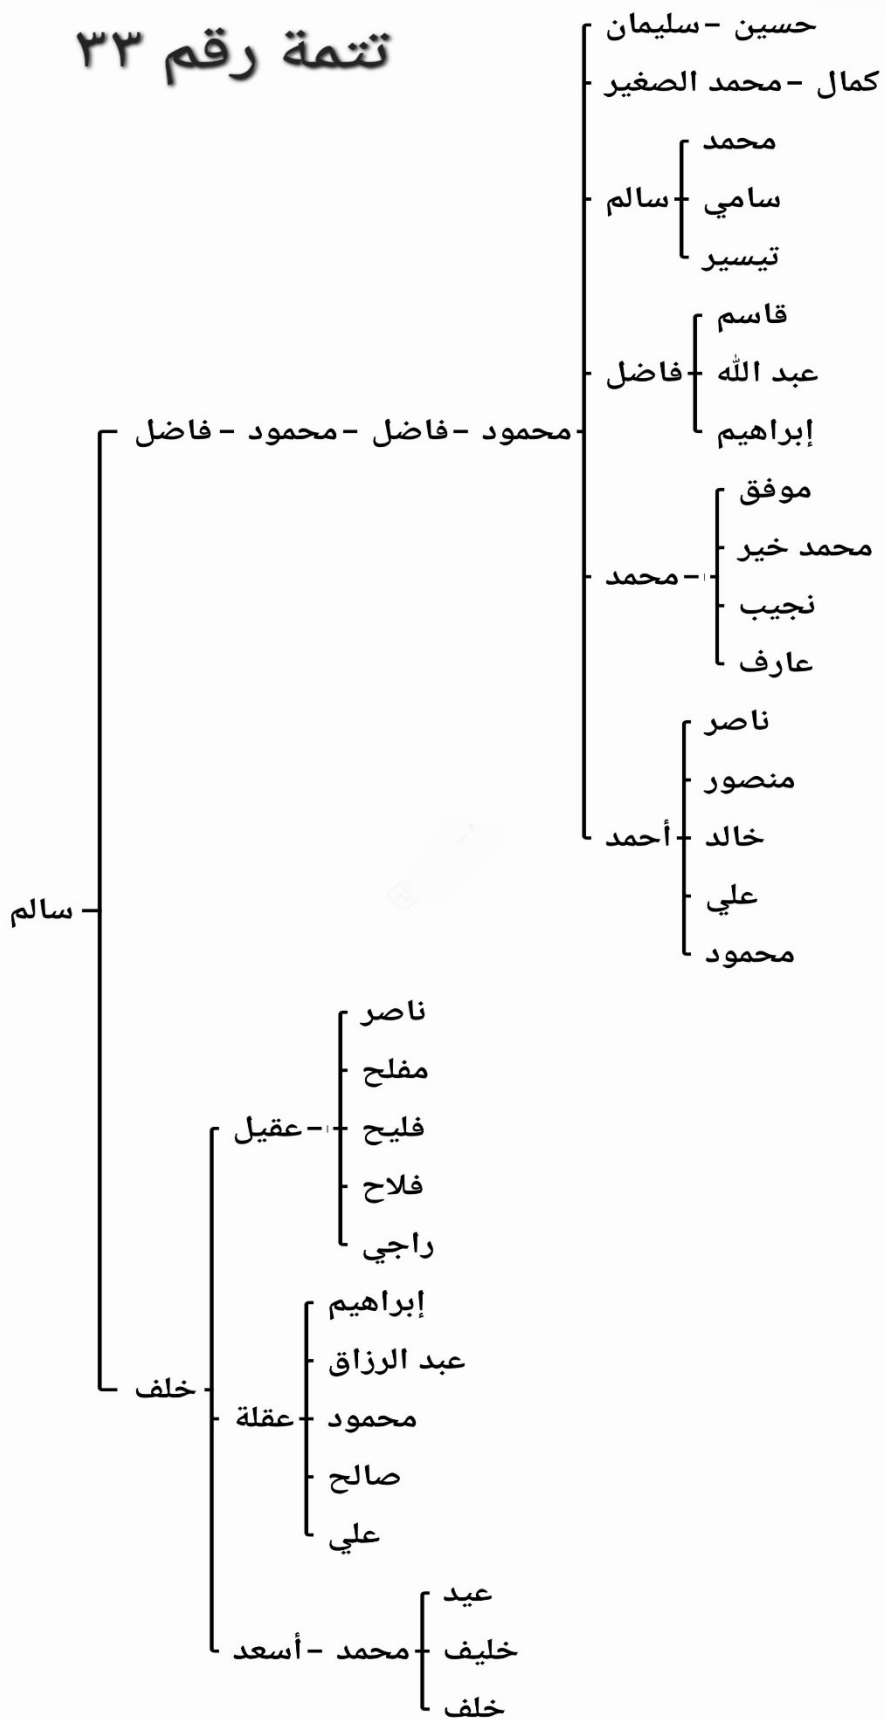 تتمة رقم ٣٣
سليمان – حسين
محمد الصغير – كمال
محمد
سالم
سامي
تيسير
قاسم
فاضل
عبد الله
إبراهيم
فاضل – محمود – فاضل – محمود
موفق
محمد خير
محمد –
نجيب
عارف
ناصر
منصور
أحمد
خالد
علي
محمود
سالم
ناصر
مفلح
عقيل –
فليح
فلاح
راجي
إبراهيم
عبد الرزاق
خلف
عقلة
محمود
صالح
علي
عيد
أسعد – محمد
خليف
خلف